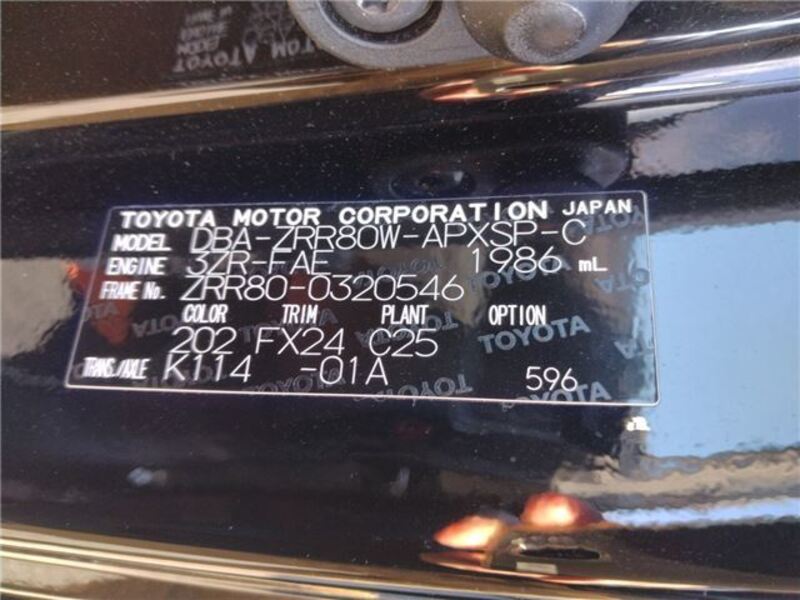 TOYOTA MOTOR CORPORATION JAPAN
MODEL DBA-ZRR80W-APXSP-C
ENGINE 3ZR-FAE 1986 mL
FRAME No. ZRR80-0320546
COLOR TRIM PLANT OPTION
202 FX24 C25
TRANS./AXLE K114 -01A 596